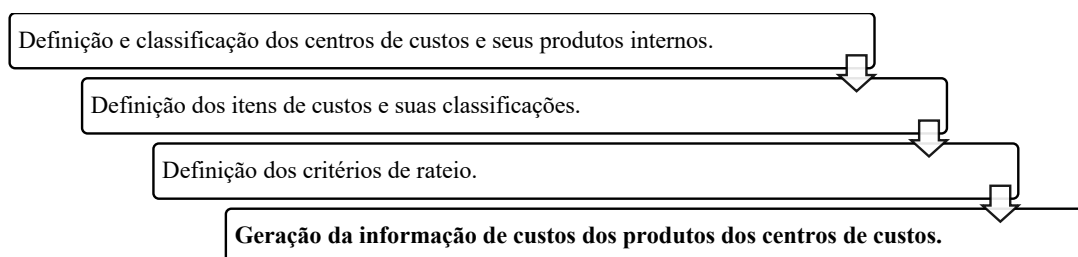 Definição e classificação dos centros de custos e seus produtos internos.
Definição dos itens de custos e suas classificações.
Definição dos critérios de rateio.
Geração da informação de custos dos produtos dos centros de custos.